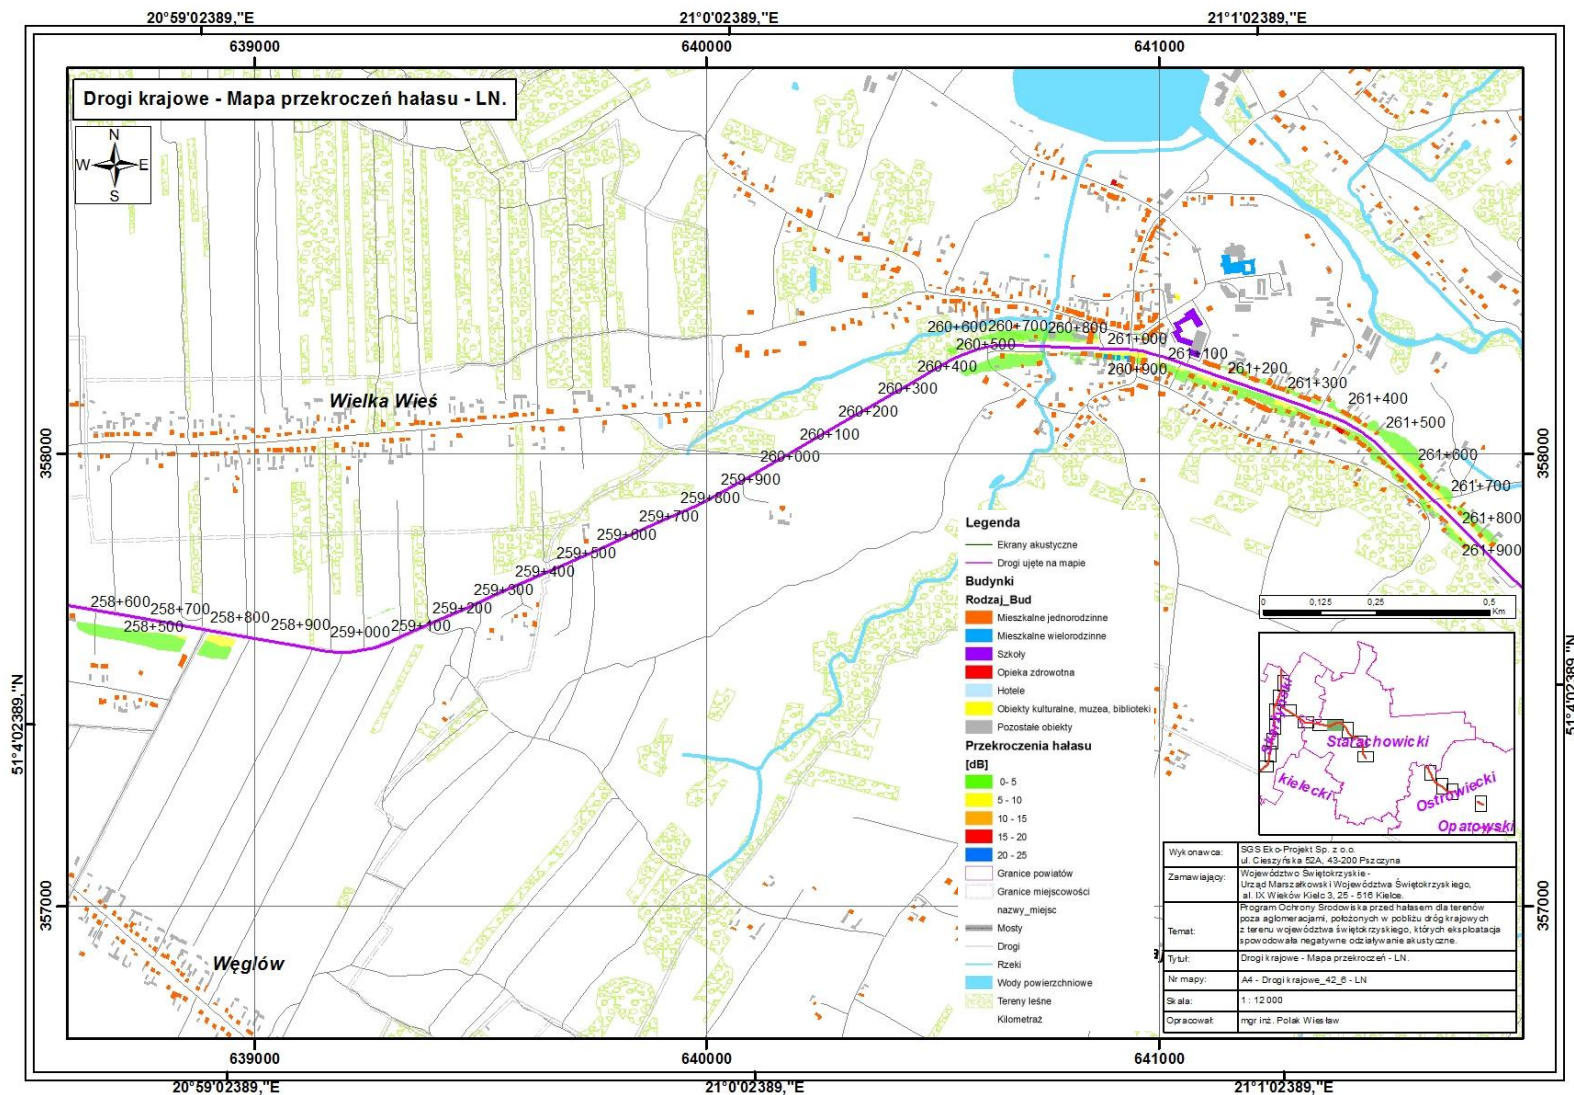 20°59'02389,"E
21°0'02389,"E
21°1'02389,"E
639000
640000
641000
Drogi krajowe - Mapa przekroczeń hałasu - LN.
N
W
E
S
260+600
260+700
260+800
261+000
260+500
261+100
260+900
260+400
261+200
260+300
261+300
Wielka Wieś
261+400
260+200
261+500
260+100
358000
358000
260+000
261+600
259+900
261+700
259+800
259+700
261+800
259+600
261+900
259+500
259+400
259+300
259+200
258+600
258+700
258+800
258+900
258+500
259+000
259+100
Legenda
Ekrany akustyczne
Drogi ujęte na mapie
Budynki
Rodzaj_Bud
Mieszkalne jednorodzinne
Mieszkalne wielorodzinne
Szkoły
Opieka zdrowotna
Hotele
Obiekty kulturalne, muzea, biblioteki
Pozostałe obiekty
Przekroczenia hałasu
[dB]
0- 5
5 - 10
10 - 15
15 - 20
20 - 25
Granice powiatów
Granice miejscowości
nazwy_miejsc
Mosty
Drogi
Rzeki
Wody powierzchniowe
Tereny leśne
Kilometraż
0 0,125 0,25 0,5
Km
Starachowicki
kielecki
Ostrowiecki
Opatowski
51°4'02389,"N
51°4'02389,"N
357000
357000
Węglów
Wykonawca: SGS Eko-Projekt Sp. z o.o.
ul. Cieszyńska 52A, 43-200 Pszczyna
Zamawiający: Województwo Świętokrzyskie -
Urząd Marszałkowski Województwa Świętokrzyskiego,
al. IX Wieków Kielc 3, 25 - 516 Kielce.
Temat: Program Ochrony Środowiska przed hałasem dla terenów
poza aglomeracjami, położonych w pobliżu dróg krajowych
z terenu województwa świętokrzyskiego, których eksploatacja
spowodowała negatywne oddziaływanie akustyczne.
Tytuł: Drogi krajowe - Mapa przekroczeń - LN.
Nr mapy: A4 - Drogi krajowe_42_6 - LN
Skala: 1 : 12 000
Opracował: mgr inż. Polak Wiesław
639000
640000
641000
20°59'02389,"E
21°0'02389,"E
21°1'02389,"E